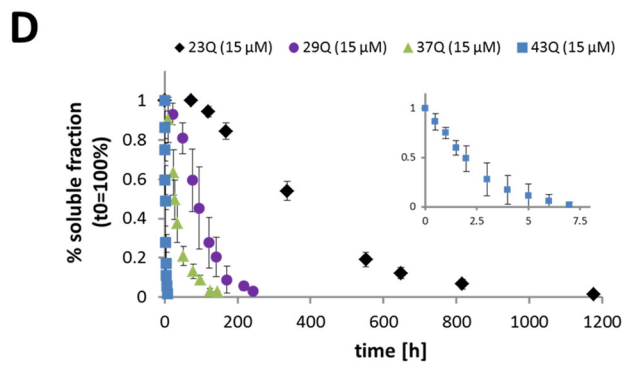 D
23Q (15 µM) 29Q (15 µM) 37Q (15 µM) 43Q (15 µM)
% soluble fraction
(t0=100%)
1
0.8
0.6
0.4
0.2
0
0 200 400 600 800 1000 1200
time [h]
1
0.5
0
0 2.5 5 7.5